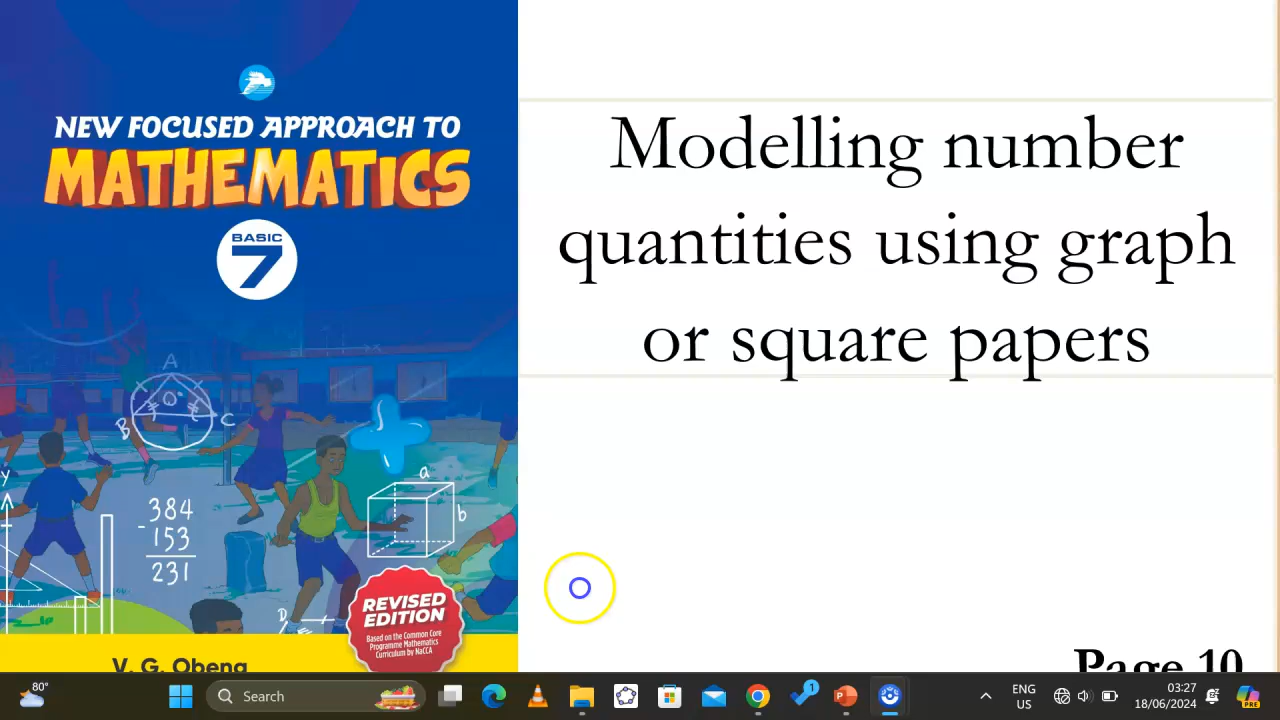 NEW FOCUSED APPROACH TO
MATHEMATICS
BASIC
7
A
O
B
C
y
384
- 153
231
a
b
D
REVISED
EDITION
Based on the Common Core
Programme Mathematics
Curriculum by NaCCA
V. G. Obeng
Modelling number
quantities using graph
or square papers
Page 10
80°
Search
1
ENG
US
03:27
18/06/2024
PRE